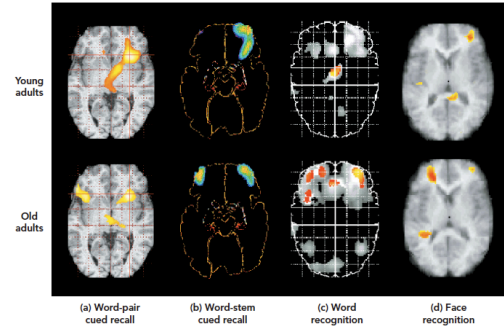 Young
adults
Old
adults
(a) Word-pair
cued recall
(b) Word-stem
cued recall
(c) Word
recognition
(d) Face
recognition